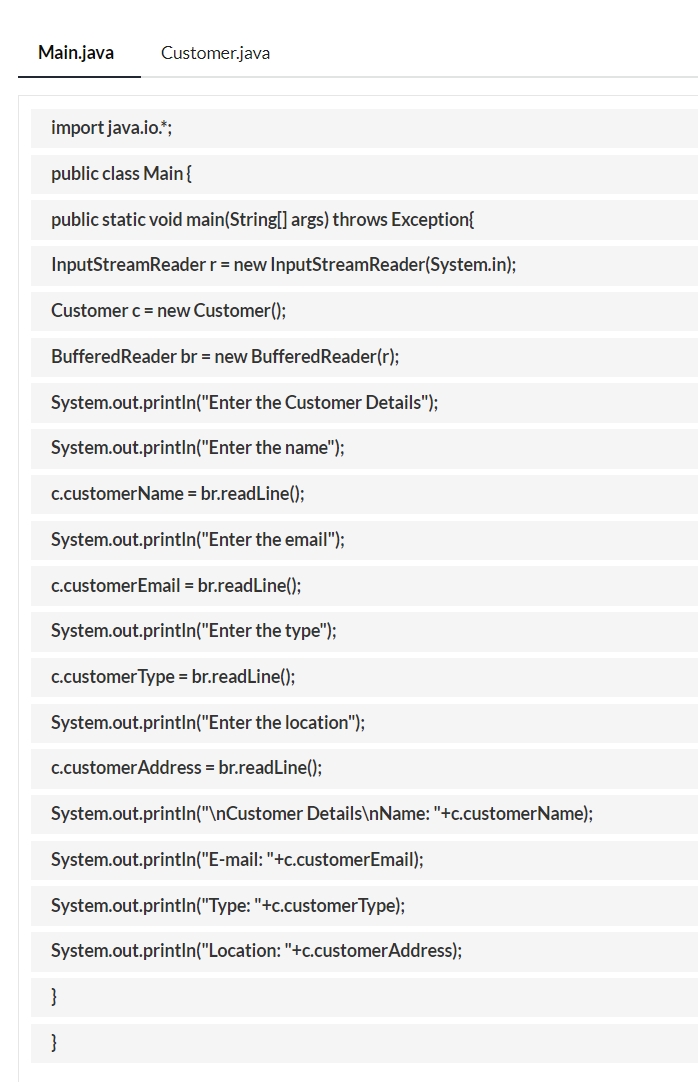 Main.java Customer.java
import java.io.*;
public class Main {
public static void main(String[] args) throws Exception{
InputStreamReader r = new InputStreamReader(System.in);
Customer c = new Customer();
BufferedReader br = new BufferedReader(r);
System.out.println("Enter the Customer Details");
System.out.println("Enter the name");
c.customerName = br.readLine();
System.out.println("Enter the email");
c.customerEmail = br.readLine();
System.out.println("Enter the type");
c.customerType = br.readLine();
System.out.println("Enter the location");
c.customerAddress = br.readLine();
System.out.println("\nCustomer Details\nName: "+c.customerName);
System.out.println("E-mail: "+c.customerEmail);
System.out.println("Type: "+c.customerType);
System.out.println("Location: "+c.customerAddress);
}
}